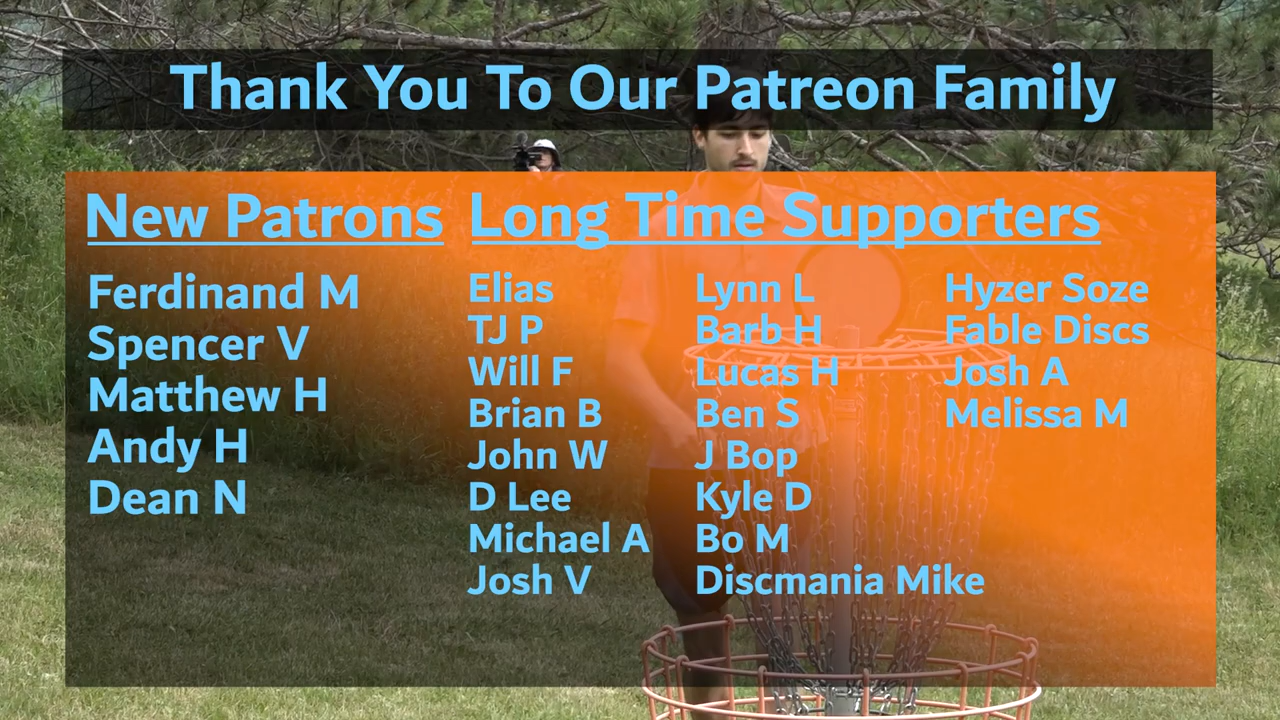 Thank You To Our Patreon Family
New Patrons
Ferdinand M
Spencer V
Matthew H
Andy H
Dean N
Long Time Supporters
Elias
TJ P
Will F
Brian B
John W
D Lee
Michael A
Josh V
Lynn L
Barb H
Lucas H
Ben S
J Bop
Kyle D
Bo M
Discmania Mike
Hyzer Soze
Fable Discs
Josh A
Melissa M